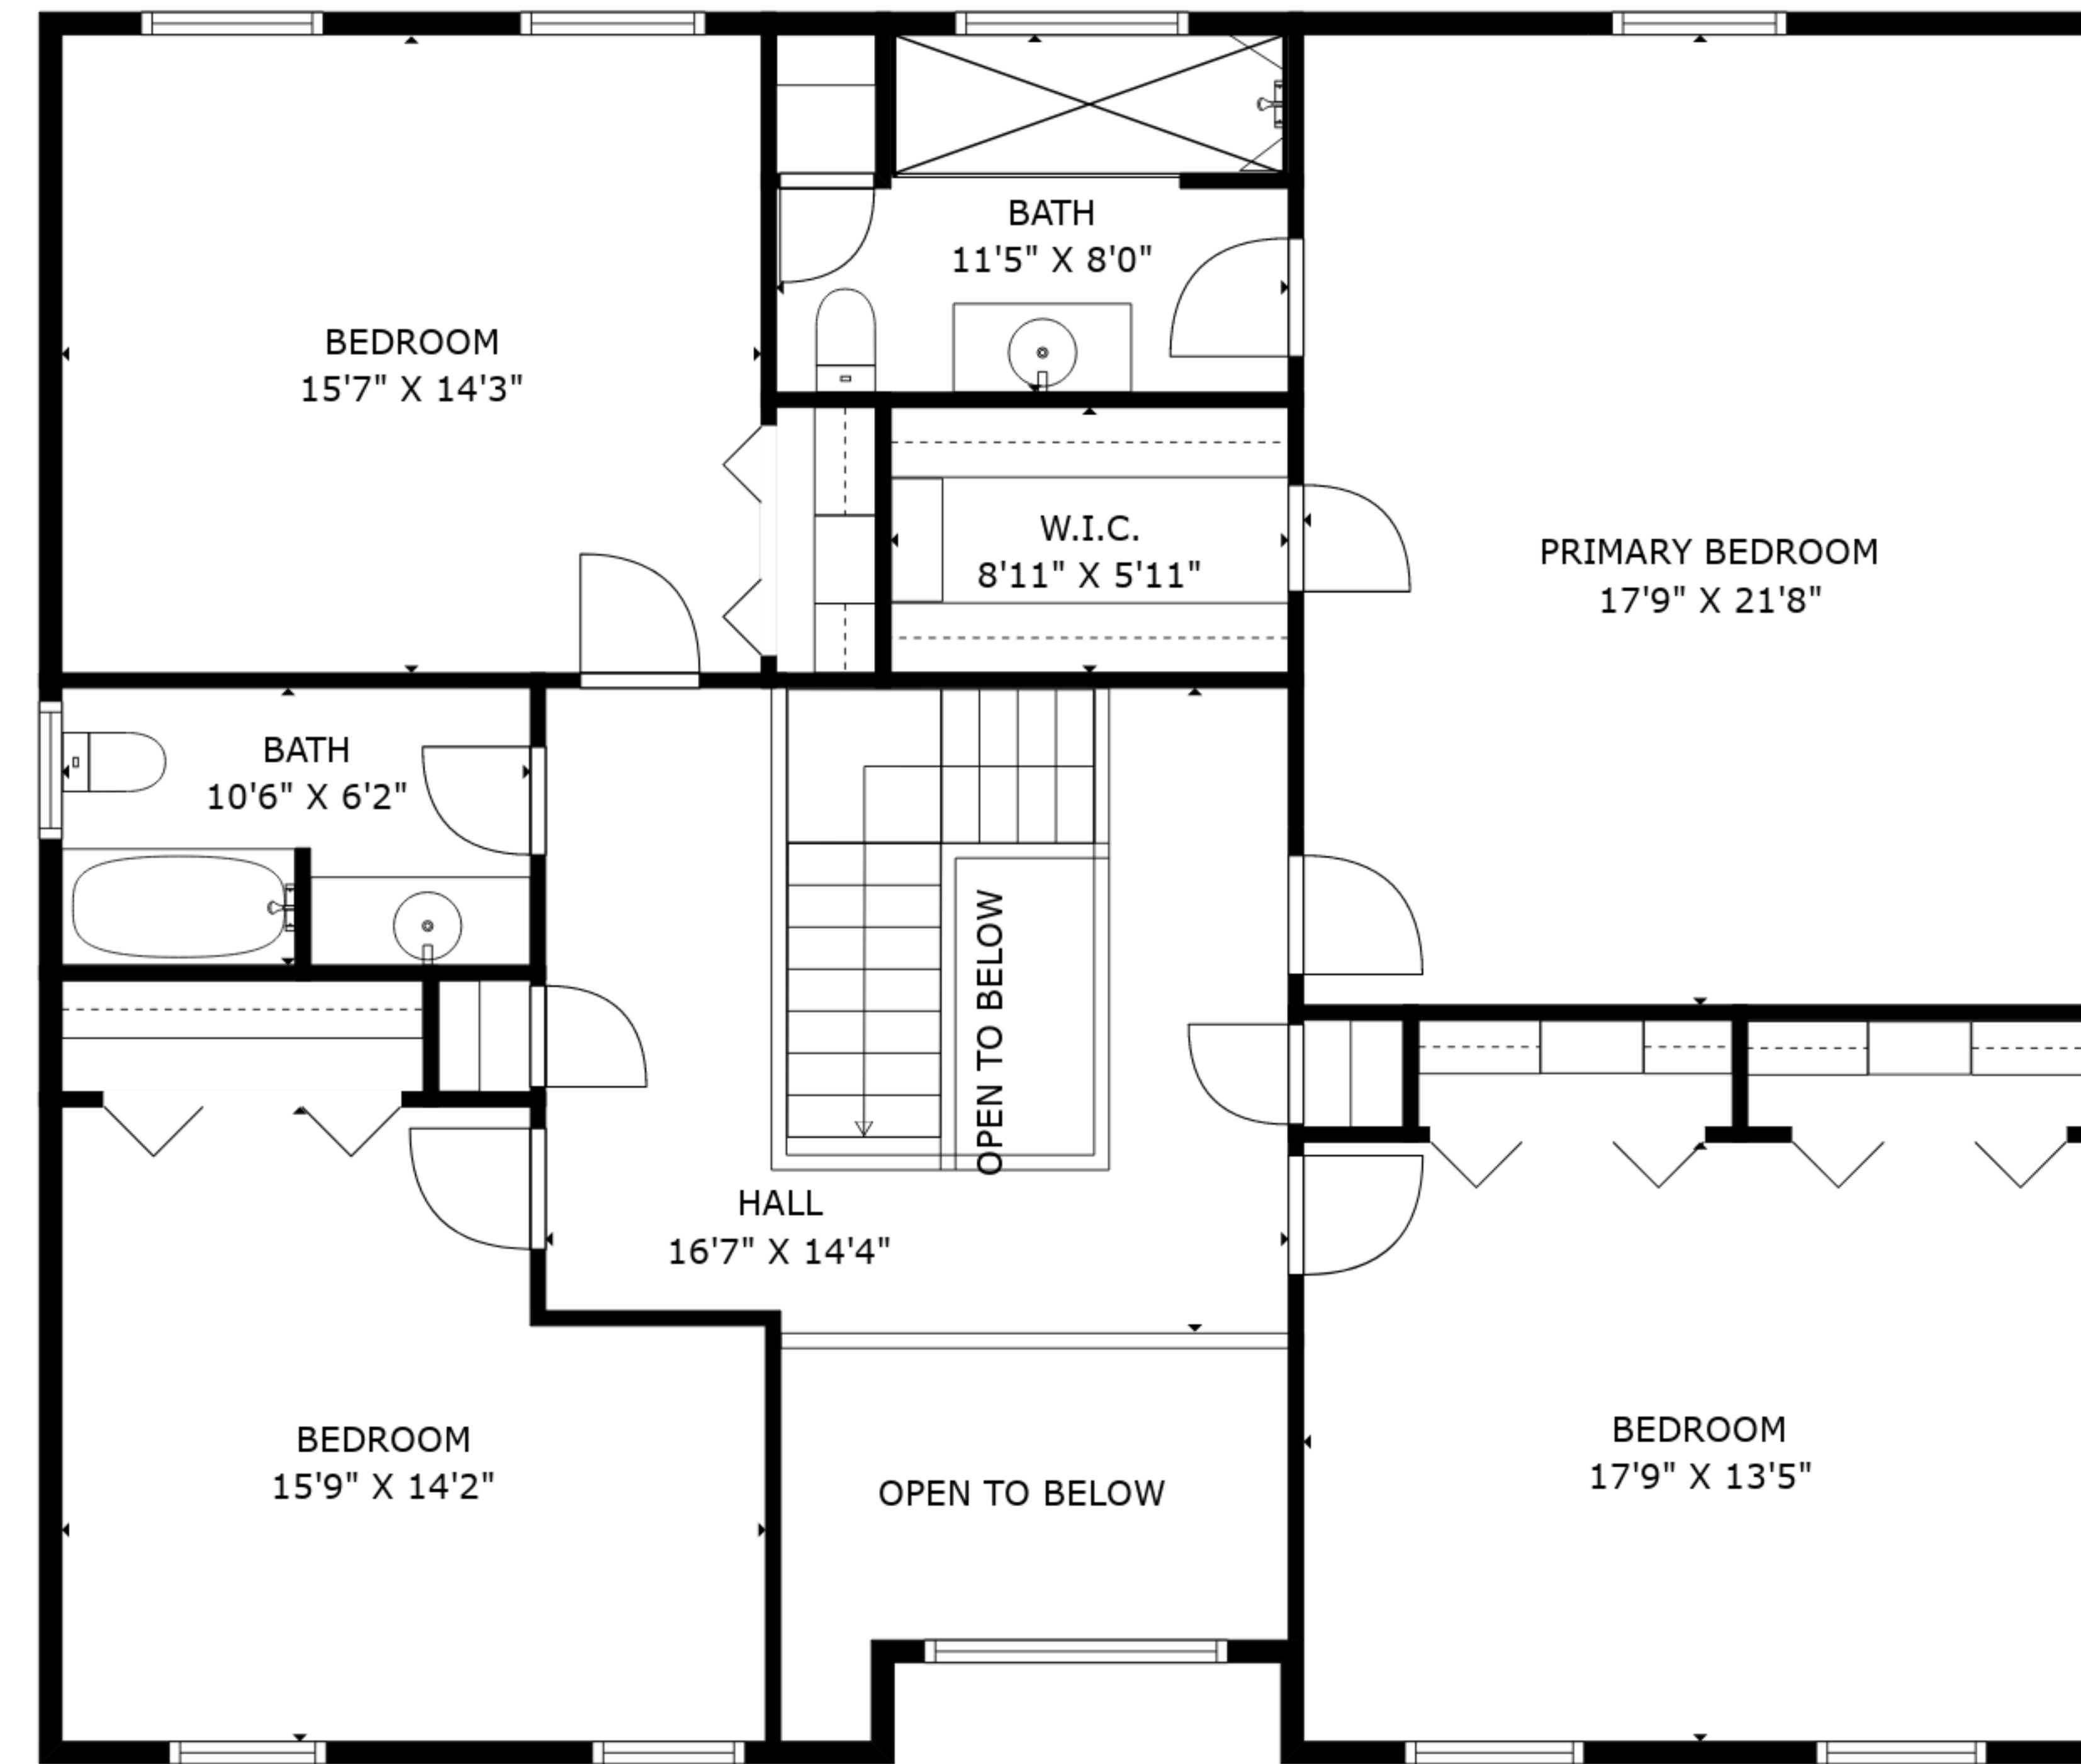 BATH
11'5" X 8'0"
BEDROOM
15'7" X 14'3"
W.I.C.
8'11" X 5'11"
PRIMARY BEDROOM
17'9" X 21'8"
BATH
10'6" X 6'2"
OPEN TO BELOW
HALL
16'7" X 14'4"
BEDROOM
15'9" X 14'2"
OPEN TO BELOW
BEDROOM
17'9" X 13'5"